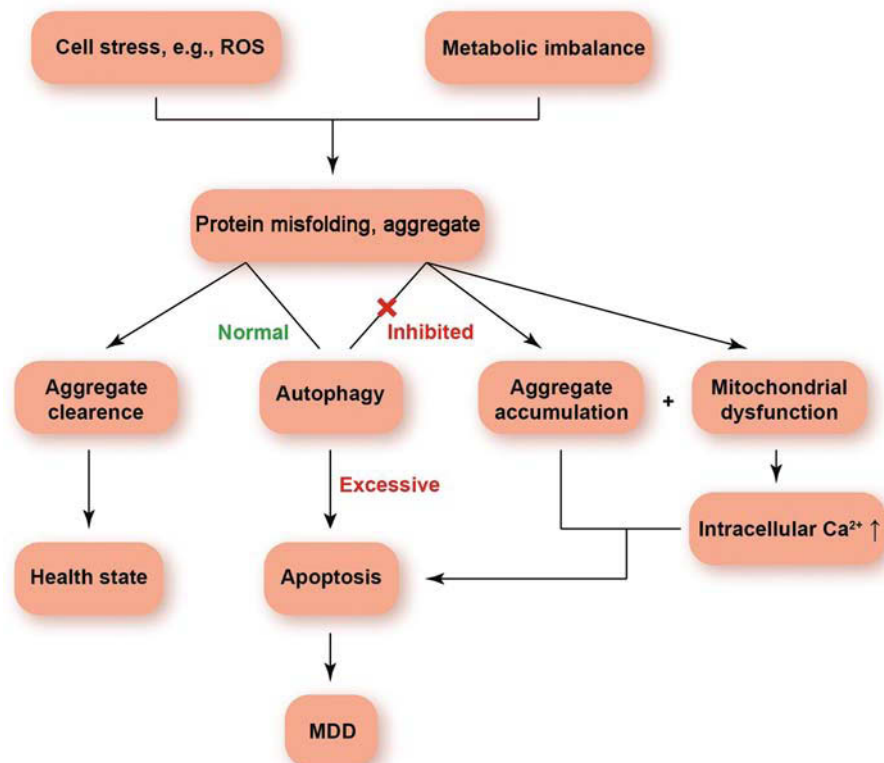 Cell stress, e.g., ROS
Metabolic imbalance
Protein misfolding, aggregate
Normal
Inhibited
Aggregate
clearence
Autophagy
Aggregate
accumulation
+
Mitochondrial
dysfunction
Excessive
Intracellular Ca²⁺ ↑
Health state
Apoptosis
MDD